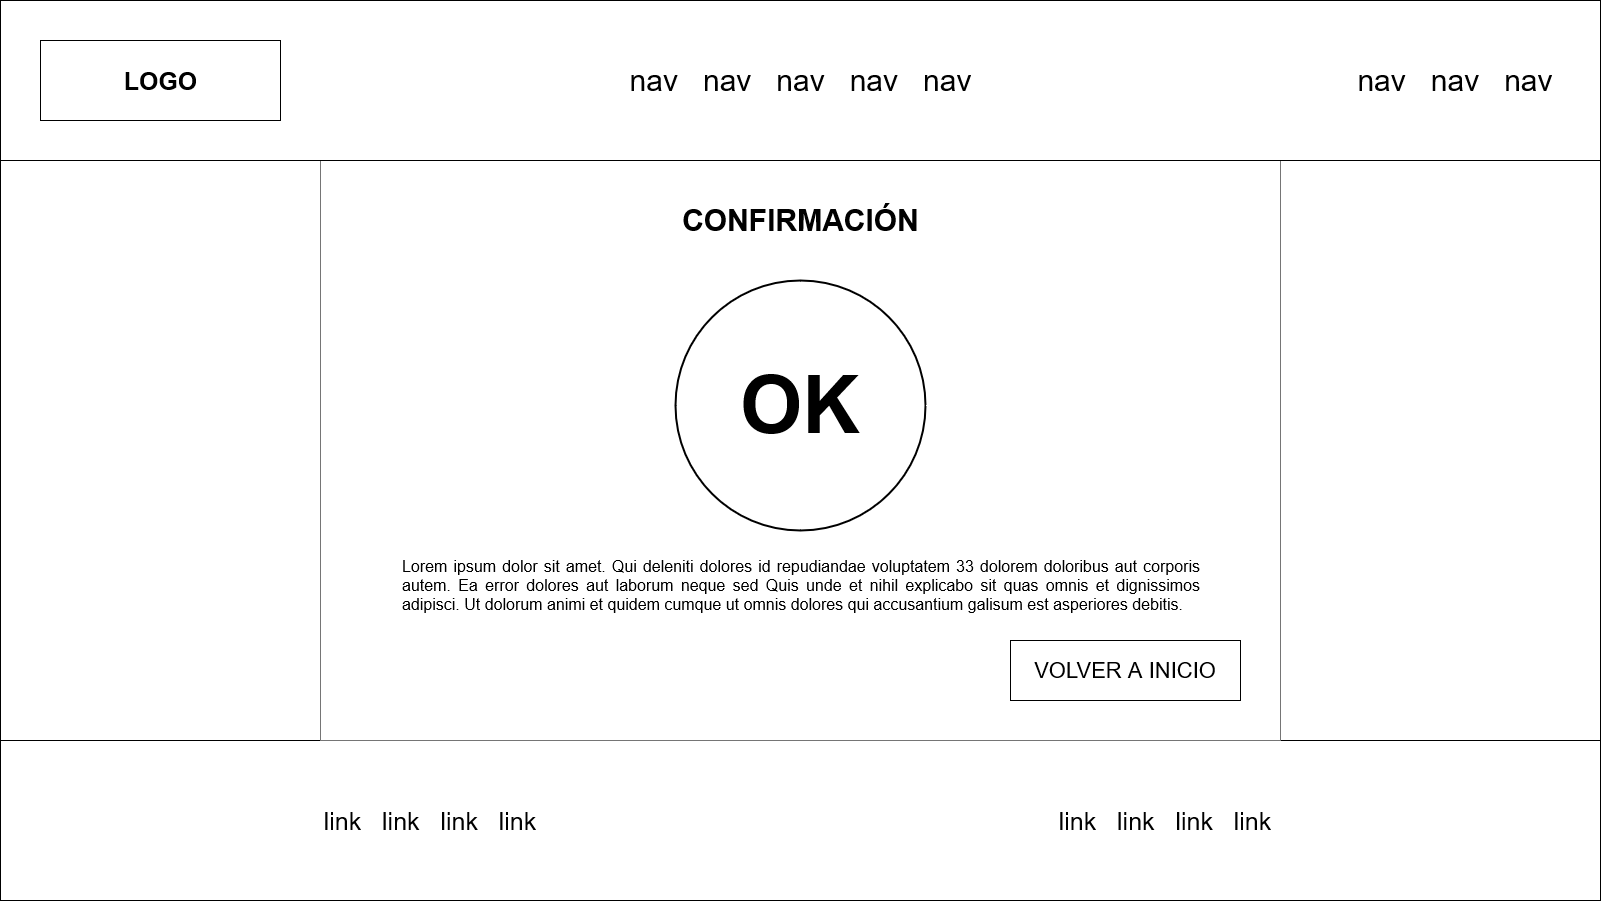 LOGO
nav nav nav nav nav
nav nav nav
CONFIRMACIÓN
OK
Lorem ipsum dolor sit amet. Qui deleniti dolores id repudiandae voluptatem 33 dolorem doloribus aut corporis
autem. Ea error dolores aut laborum neque sed Quis unde et nihil explicabo sit quas omnis et dignissimos
adipisci. Ut dolorum animi et quidem cumque ut omnis dolores qui accusantium galisum est asperiores debitis.
VOLVER A INICIO
link link link link
link link link link